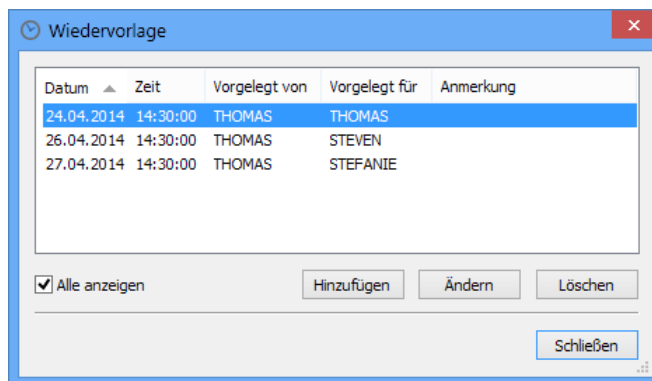 Wiedervorlage
Datum Zeit Vorgelegt von Vorgelegt für Anmerkung
24.04.2014 14:30:00 THOMAS THOMAS
26.04.2014 14:30:00 THOMAS STEVEN
27.04.2014 14:30:00 THOMAS STEFANIE
Alle anzeigen Hinzufügen Ändern Löschen
Schließen